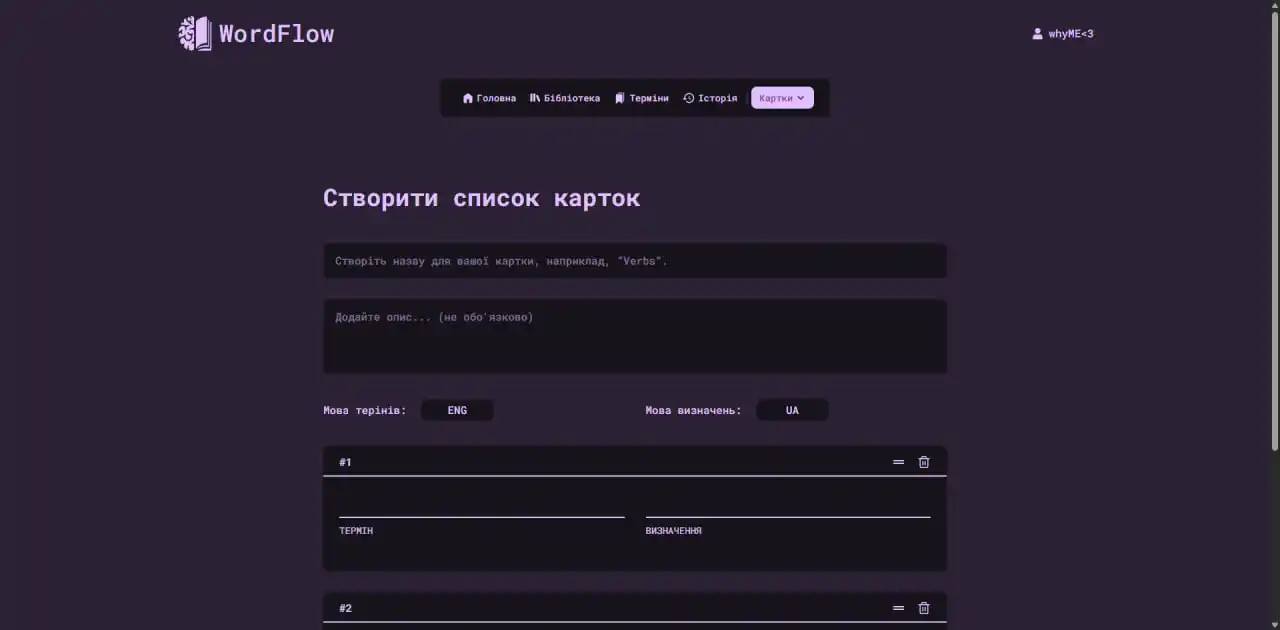 WordFlow
whyME<3
Головна Бібліотека Терміни Історія Картки
Створити список карток
Створіть назву для вашої картки, наприклад, "Verbs".
Додайте опис... (не обо'язково)
Мова терінів: ENG Мова визначень: UA
#1
ТЕРМІН ВИЗНАЧЕННЯ
#2